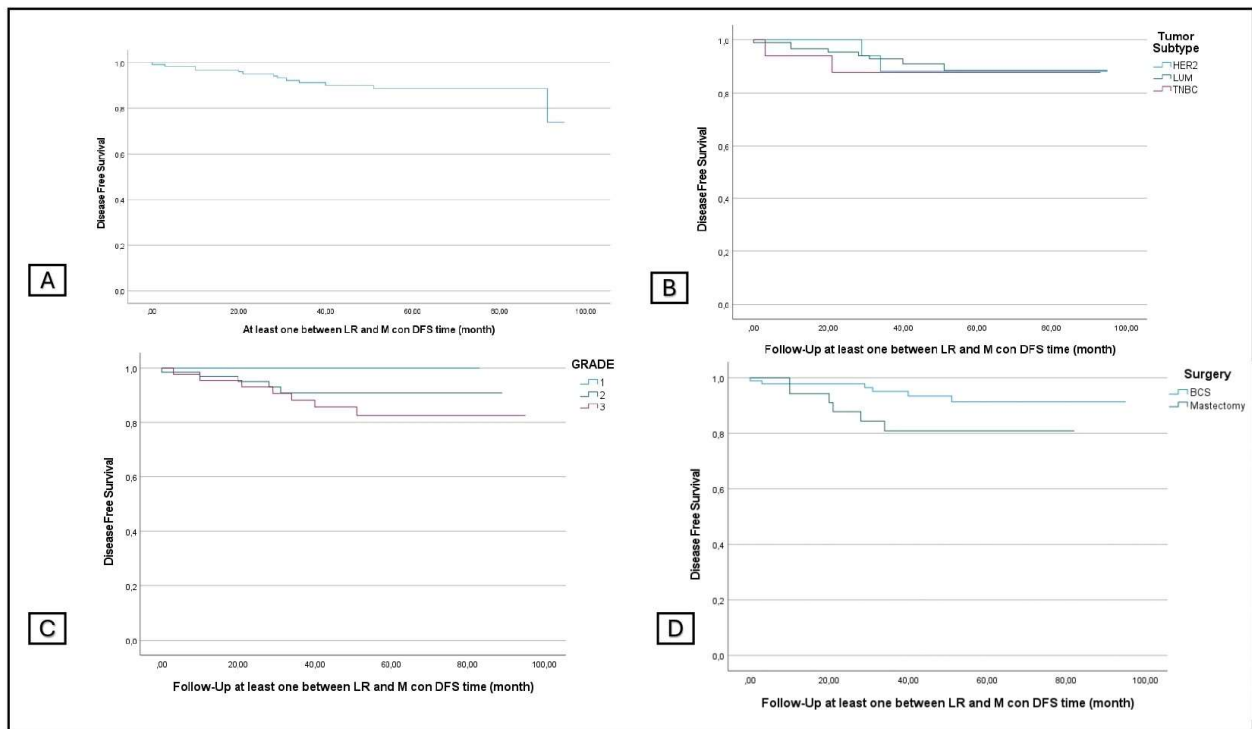 1,0
0,8
0,6
0,4
0,2
0,0
Disease Free Survival
,00 20,00 40,00 60,00 80,00 100,00
At least one between LR and M con DFS time (month)
A
1,0
0,8
0,6
0,4
0,2
0,0
Disease Free Survival
,00 20,00 40,00 60,00 80,00 100,00
Follow-Up at least one between LR and M con DFS time (month)
Tumor
Subtype
HER2
LUM
TNBC
B
1,0
0,8
0,6
0,4
0,2
0,0
Disease Free Survival
,00 20,00 40,00 60,00 80,00 100,00
Follow-Up at least one between LR and M con DFS time (month)
GRADE
1
2
3
C
1,0
0,8
0,6
0,4
0,2
0,0
Disease Free Survival
,00 20,00 40,00 60,00 80,00 100,00
Follow-Up at least one between LR and M con DFS time (month)
Surgery
BCS
Mastectomy
D